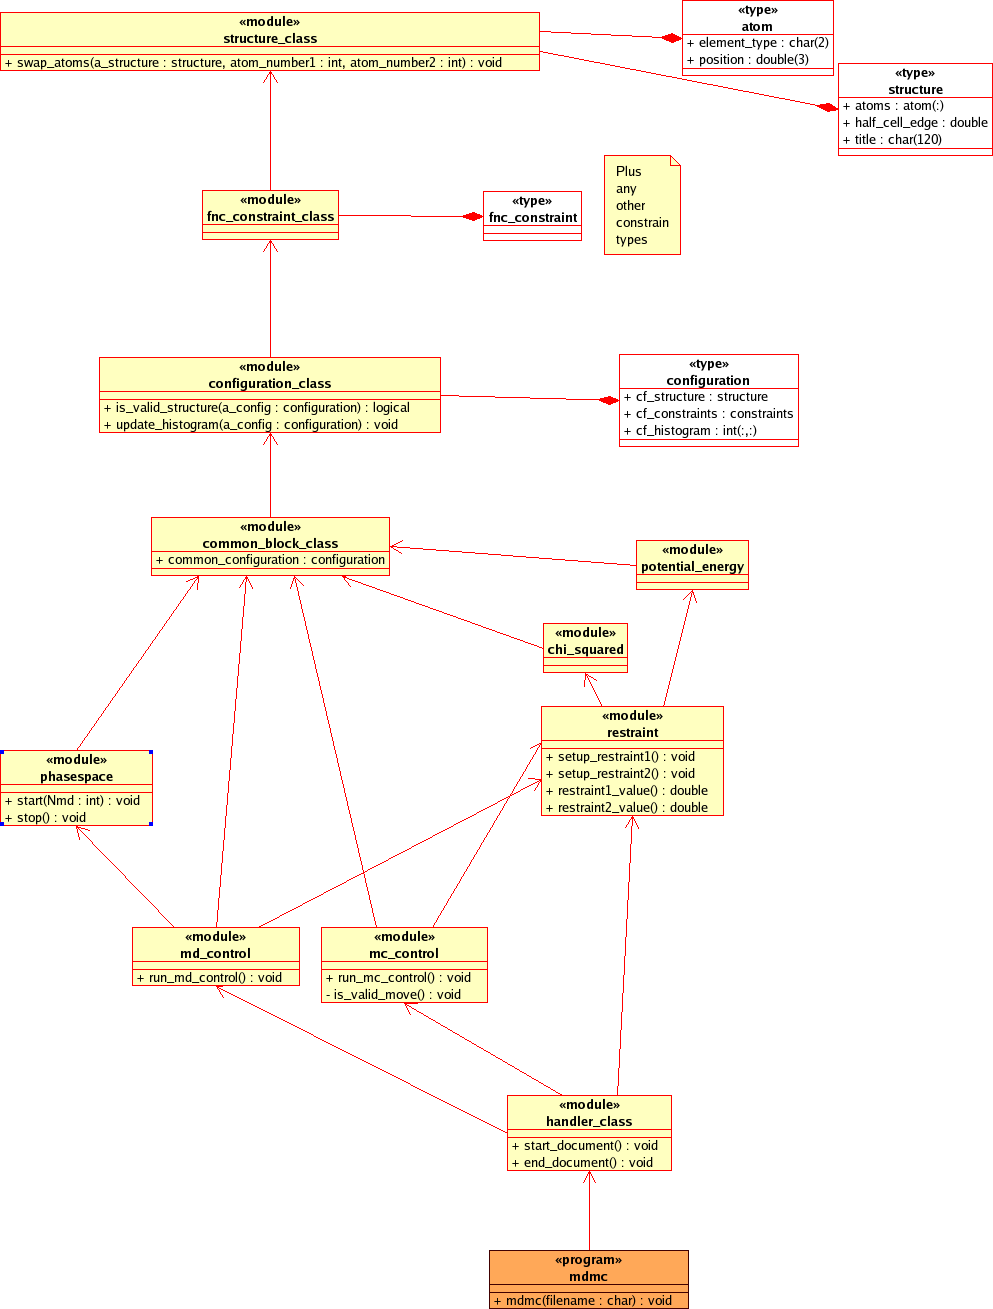 «module»
structure_class
+ swap_atoms(a_structure : structure, atom_number1 : int, atom_number2 : int) : void
«type»
atom
+ element_type : char(2)
+ position : double(3)
«type»
structure
+ atoms : atom(:)
+ half_cell_edge : double
+ title : char(120)
«module»
fnc_constraint_class
«type»
fnc_constraint
Plus
any
other
constrain
types
«module»
configuration_class
+ is_valid_structure(a_config : configuration) : logical
+ update_histogram(a_config : configuration) : void
«type»
configuration
+ cf_structure : structure
+ cf_constraints : constraints
+ cf_histogram : int(:,:)
«module»
common_block_class
+ common_configuration : configuration
«module»
potential_energy
«module»
chi_squared
«module»
restraint
+ setup_restraint1() : void
+ setup_restraint2() : void
+ restraint1_value() : double
+ restraint2_value() : double
«module»
phasespace
+ start(Nmd : int) : void
+ stop() : void
«module»
md_control
+ run_md_control() : void
«module»
mc_control
+ run_mc_control() : void
- is_valid_move() : void
«module»
handler_class
+ start_document() : void
+ end_document() : void
«program»
mdmc
+ mdmc(filename : char) : void